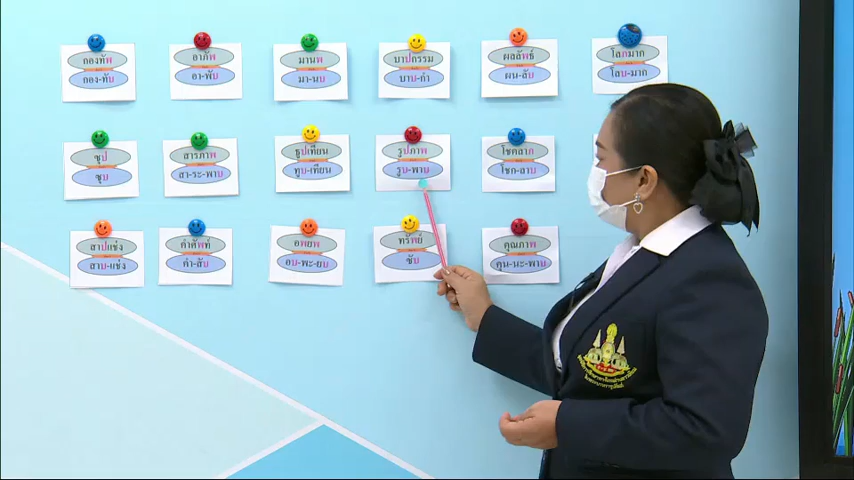 กองทัพ
กอง-ทับ
อาภัพ
อา-พับ
มานพ
มา-นบ
บาปกรรม
บาบ-กำ
ผลลัพธ์
ผน-ลับ
โลภมาก
โลบ-มาก
ซุป
ซุบ
สารภาพ
สา-ระ-พาบ
ธูปเทียน
ทูบ-เทียน
รูปภาพ
รูบ-พาบ
โชคลาภ
โชก-ลาบ
สาปแช่ง
สาบ-แช่ง
คำศัพท์
คำ-สับ
อพยพ
อบ-พะ-ยบ
ทรัพย์
ซับ
คุณภาพ
คุน-นะ-พาบ